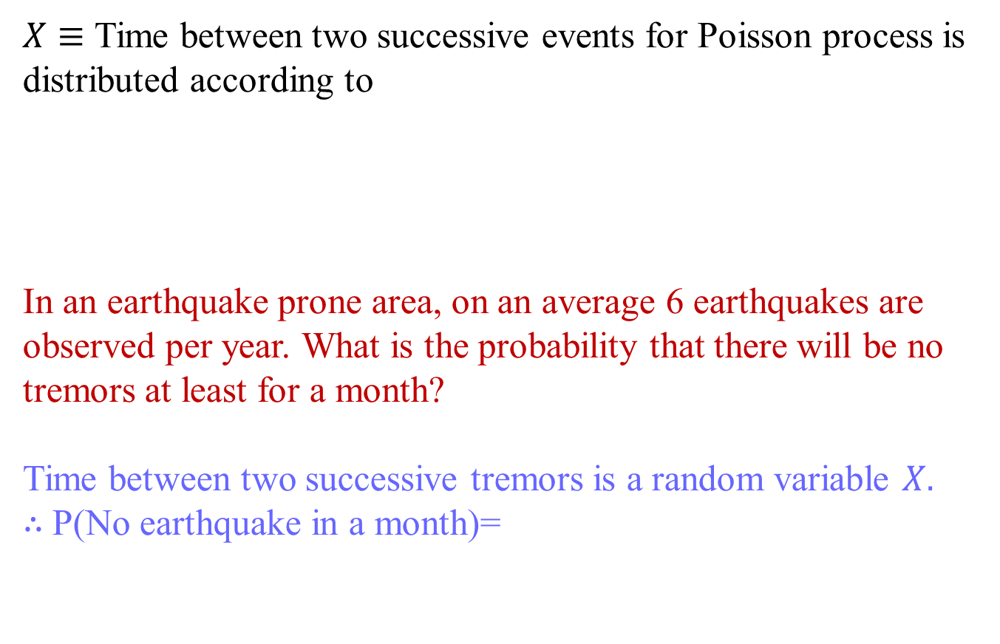 X ≡ Time between two successive events for Poisson process is
distributed according to
In an earthquake prone area, on an average 6 earthquakes are
observed per year. What is the probability that there will be no
tremors at least for a month?
Time between two successive tremors is a random variable X.
∴ P(No earthquake in a month)=